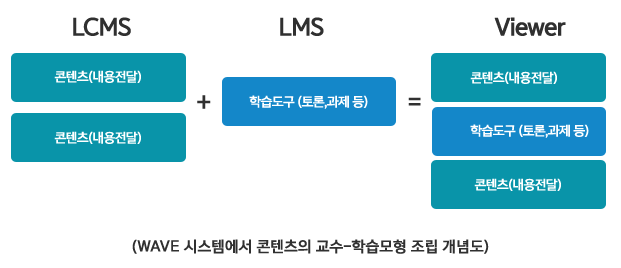 LCMS
LMS
Viewer
콘텐츠(내용전달)
콘텐츠(내용전달)
+
학습도구 (토론,과제 등)
=
콘텐츠(내용전달)
학습도구 (토론,과제 등)
콘텐츠(내용전달)
(WAVE 시스템에서 콘텐츠의 교수-학습모형 조립 개념도)